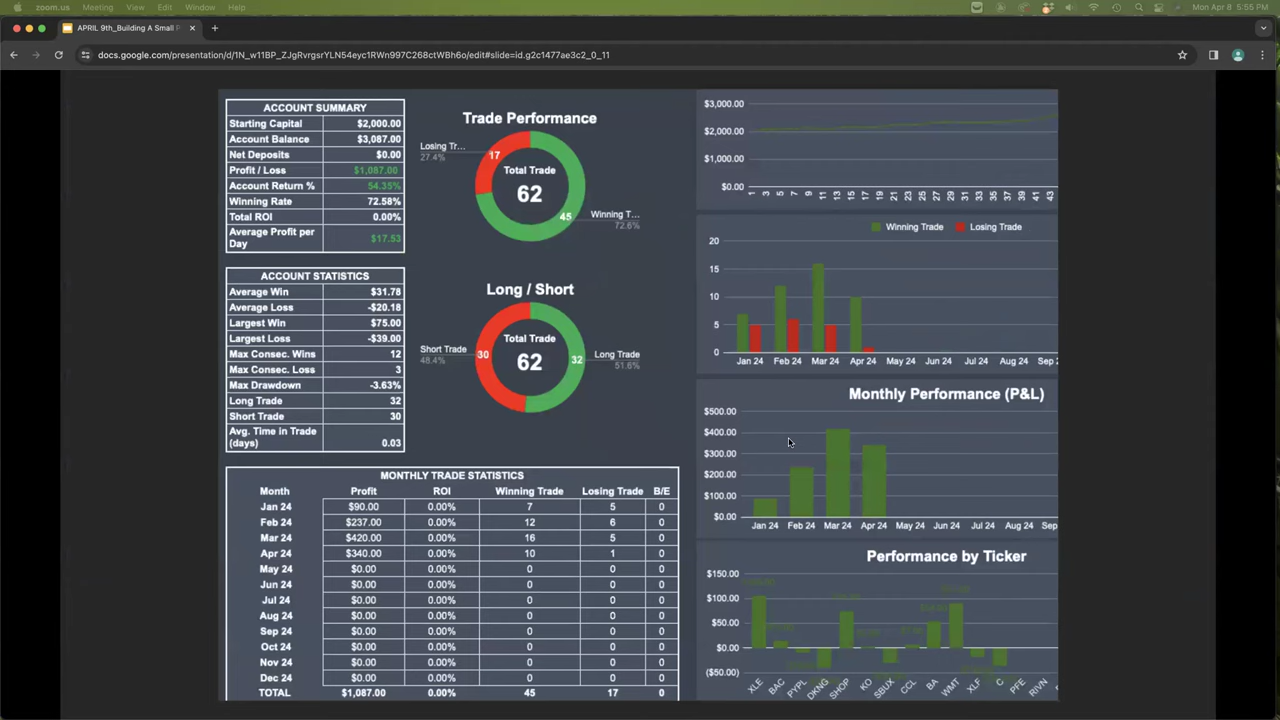 zoom.us Meeting View Edit Window Help Mon Apr 8 5:55 PM
APRIL 9th_Building A Small P
docs.google.com/presentation/d/1N_w11BP_ZJgRvrgsrYLN54eyc1RWn997C268ctWBh6o/edit#slide=id.g2c1477ae3c2_0_11
ACCOUNT SUMMARY
Starting Capital $2,000.00
Account Balance $3,087.00
Net Deposits $0.00
Profit / Loss $1,087.00
Account Return % 54.35%
Winning Rate 72.58%
Total ROI 0.00%
Average Profit per
Day $17.53
ACCOUNT STATISTICS
Average Win $31.78
Average Loss -$20.18
Largest Win $75.00
Largest Loss -$39.00
Max Consec. Wins 12
Max Consec. Loss 3
Max Drawdown -3.63%
Long Trade 32
Short Trade 30
Avg. Time in Trade
(days) 0.03
Trade Performance
Losing Tr...
27.4%
17
Total Trade
62
45
Winning T...
72.6%
Long / Short
Short Trade
48.4%
30
Total Trade
62
32
Long Trade
51.6%
MONTHLY TRADE STATISTICS
Month Profit ROI Winning Trade Losing Trade B/E
Jan 24 $90.00 0.00% 7 5 0
Feb 24 $237.00 0.00% 12 6 0
Mar 24 $420.00 0.00% 16 5 0
Apr 24 $340.00 0.00% 10 1 0
May 24 $0.00 0.00% 0 0 0
Jun 24 $0.00 0.00% 0 0 0
Jul 24 $0.00 0.00% 0 0 0
Aug 24 $0.00 0.00% 0 0 0
Sep 24 $0.00 0.00% 0 0 0
Oct 24 $0.00 0.00% 0 0 0
Nov 24 $0.00 0.00% 0 0 0
Dec 24 $0.00 0.00% 0 0 0
TOTAL $1,087.00 0.00% 45 17 0
$3,000.00
$2,000.00
$1,000.00
$0.00
1 3 5 7 9 11 13 15 17 19 21 23 25 27 29 31 33 35 37 39 41 43
Winning Trade Losing Trade
20
15
10
5
0
Jan 24 Feb 24 Mar 24 Apr 24 May 24 Jun 24 Jul 24 Aug 24 Sep 2
Monthly Performance (P&L)
$500.00
$400.00
$300.00
$200.00
$100.00
$0.00
Jan 24 Feb 24 Mar 24 Apr 24 May 24 Jun 24 Jul 24 Aug 24 Sep
Performance by Ticker
$150.00
$100.00
$50.00
$0.00
($50.00)
XLE BAC PYPL DKNG SHOP KO SBUX CCL BA WMT XLF C PFE RIVN